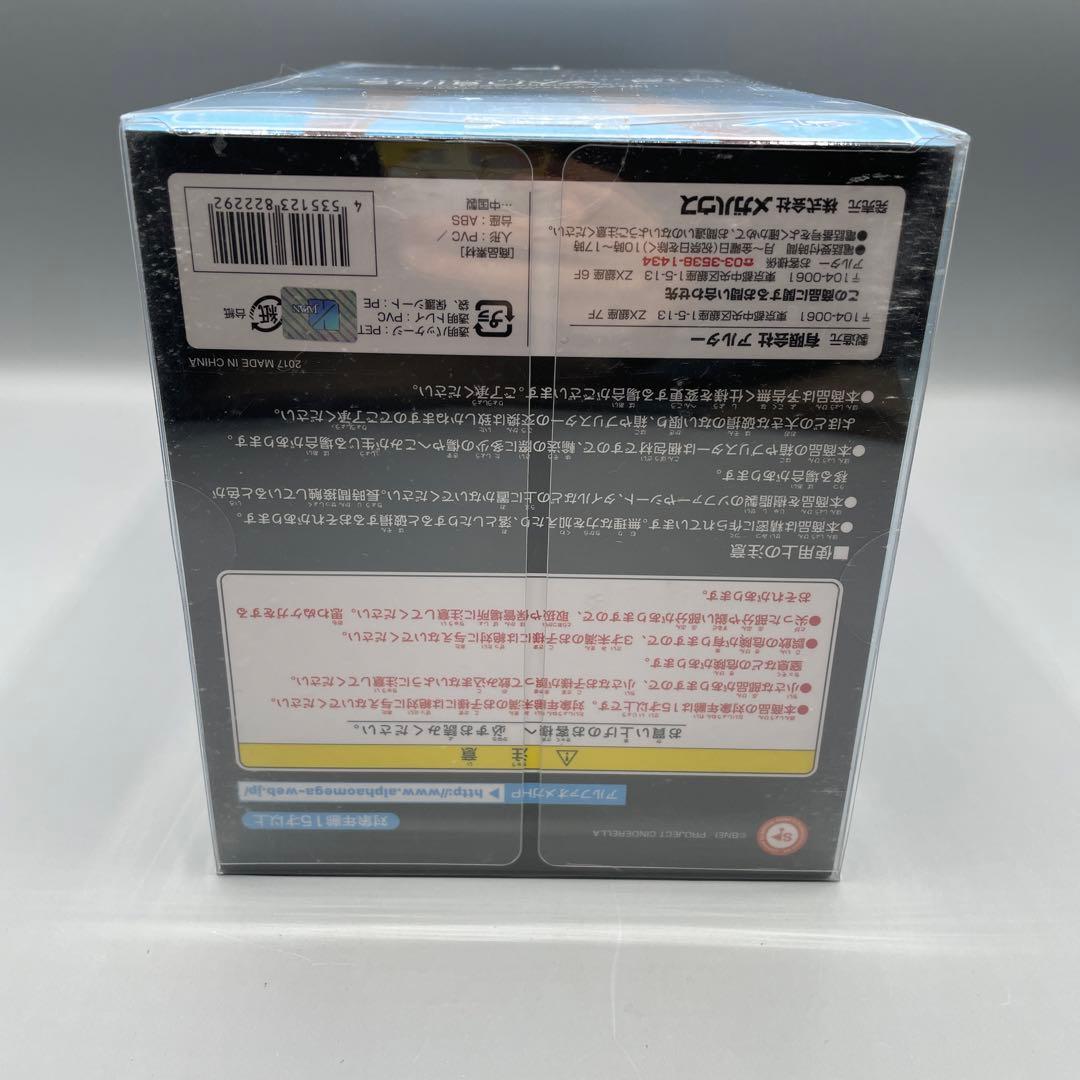 ©BNEI／PROJECT CINDERELLA
対象年齢15才以上
アルファオメガHP ▶ http://www.alphaomega-web.jp/
⚠ 注意
お買い上げのお客様へ 必ずお読みください。
●本商品の対象年齢は15才以上です。対象年齢未満のお子様には絶対に与えないでください。
●小さな部品がありますので、小さなお子様が誤って飲み込まないように注意してください。
窒息などの危険があります。
●誤飲の危険が有りますので、3才未満のお子様には絶対に与えないでください。
●尖った部分や鋭い部分がありますので、取扱や保管場所に注意してください。思わぬケガをする
おそれがあります。
■使用上の注意
●本商品は精密に作られています。無理な力を加えたり、落としたりすると破損するおそれがあります。
●本商品を樹脂製のソファーやシート、タイルなどの上に置かないでください。長時間接触していると色が
移る場合があります。
●本商品の箱やブリスターは梱包材ですので、輸送の際に多少の傷やへこみが生じる場合があります。
よほどの大きな破損のない限り、箱やブリスターの交換は致しかねますのでご了承ください。
●本商品は予告無く仕様を変更する場合がございます。ご了承ください。
2017 MADE IN CHINA
製造元 有限会社 アルター
〒104-0061 東京都中央区銀座1-5-13 ZX銀座7F
この商品に関するお問い合わせ先
〒104-0061 東京都中央区銀座1-5-13 ZX銀座 6F
アルター お客様係 ☎03-3538-1434
●電話受付時間 月〜金曜日(祝祭日を除く)10時〜17時
●電話番号をよく確かめて、お間違いのないようご注意ください。
発売元 株式会社 メガハウス
プラ
透明パッケージ：PET
透明トレイ：PVC
袋、保護シート：PE
JAPAN
紙
台紙
[商品素材]
人形：PVC／
台座：ABS
…中国製
4 535123 822292